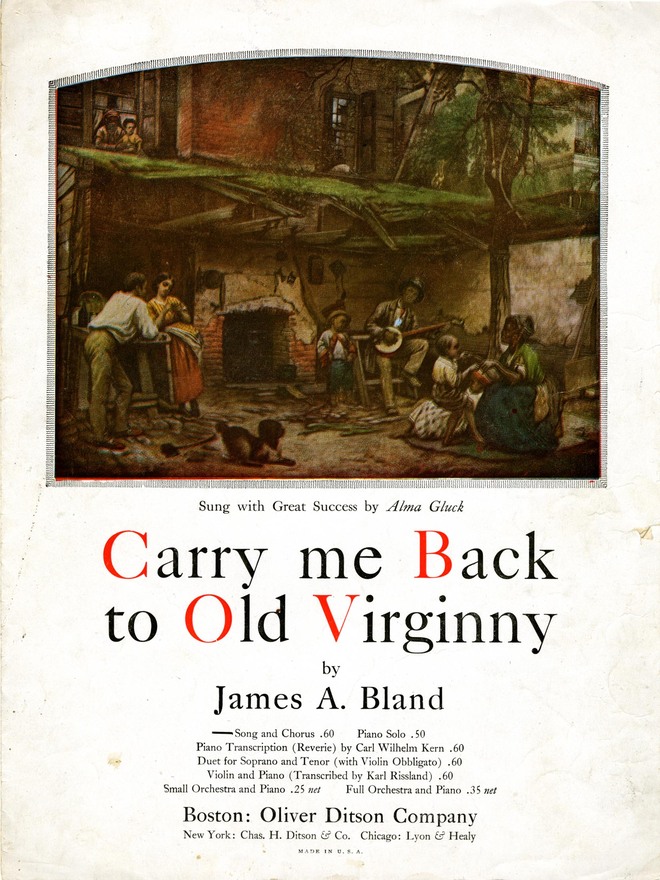 Sung with Great Success by Alma Gluck
Carry me Back
to Old Virginny
by
James A. Bland
Song and Chorus .60 Piano Solo .50
Piano Transcription (Reverie) by Carl Wilhelm Kern .60
Duet for Soprano and Tenor (with Violin Obbligato) .60
Violin and Piano (Transcribed by Karl Rissland) .60
Small Orchestra and Piano .25 net Full Orchestra and Piano .35 net
Boston: Oliver Ditson Company
New York: Chas. H. Ditson & Co. Chicago: Lyon & Healy
MADE IN U. S. A.